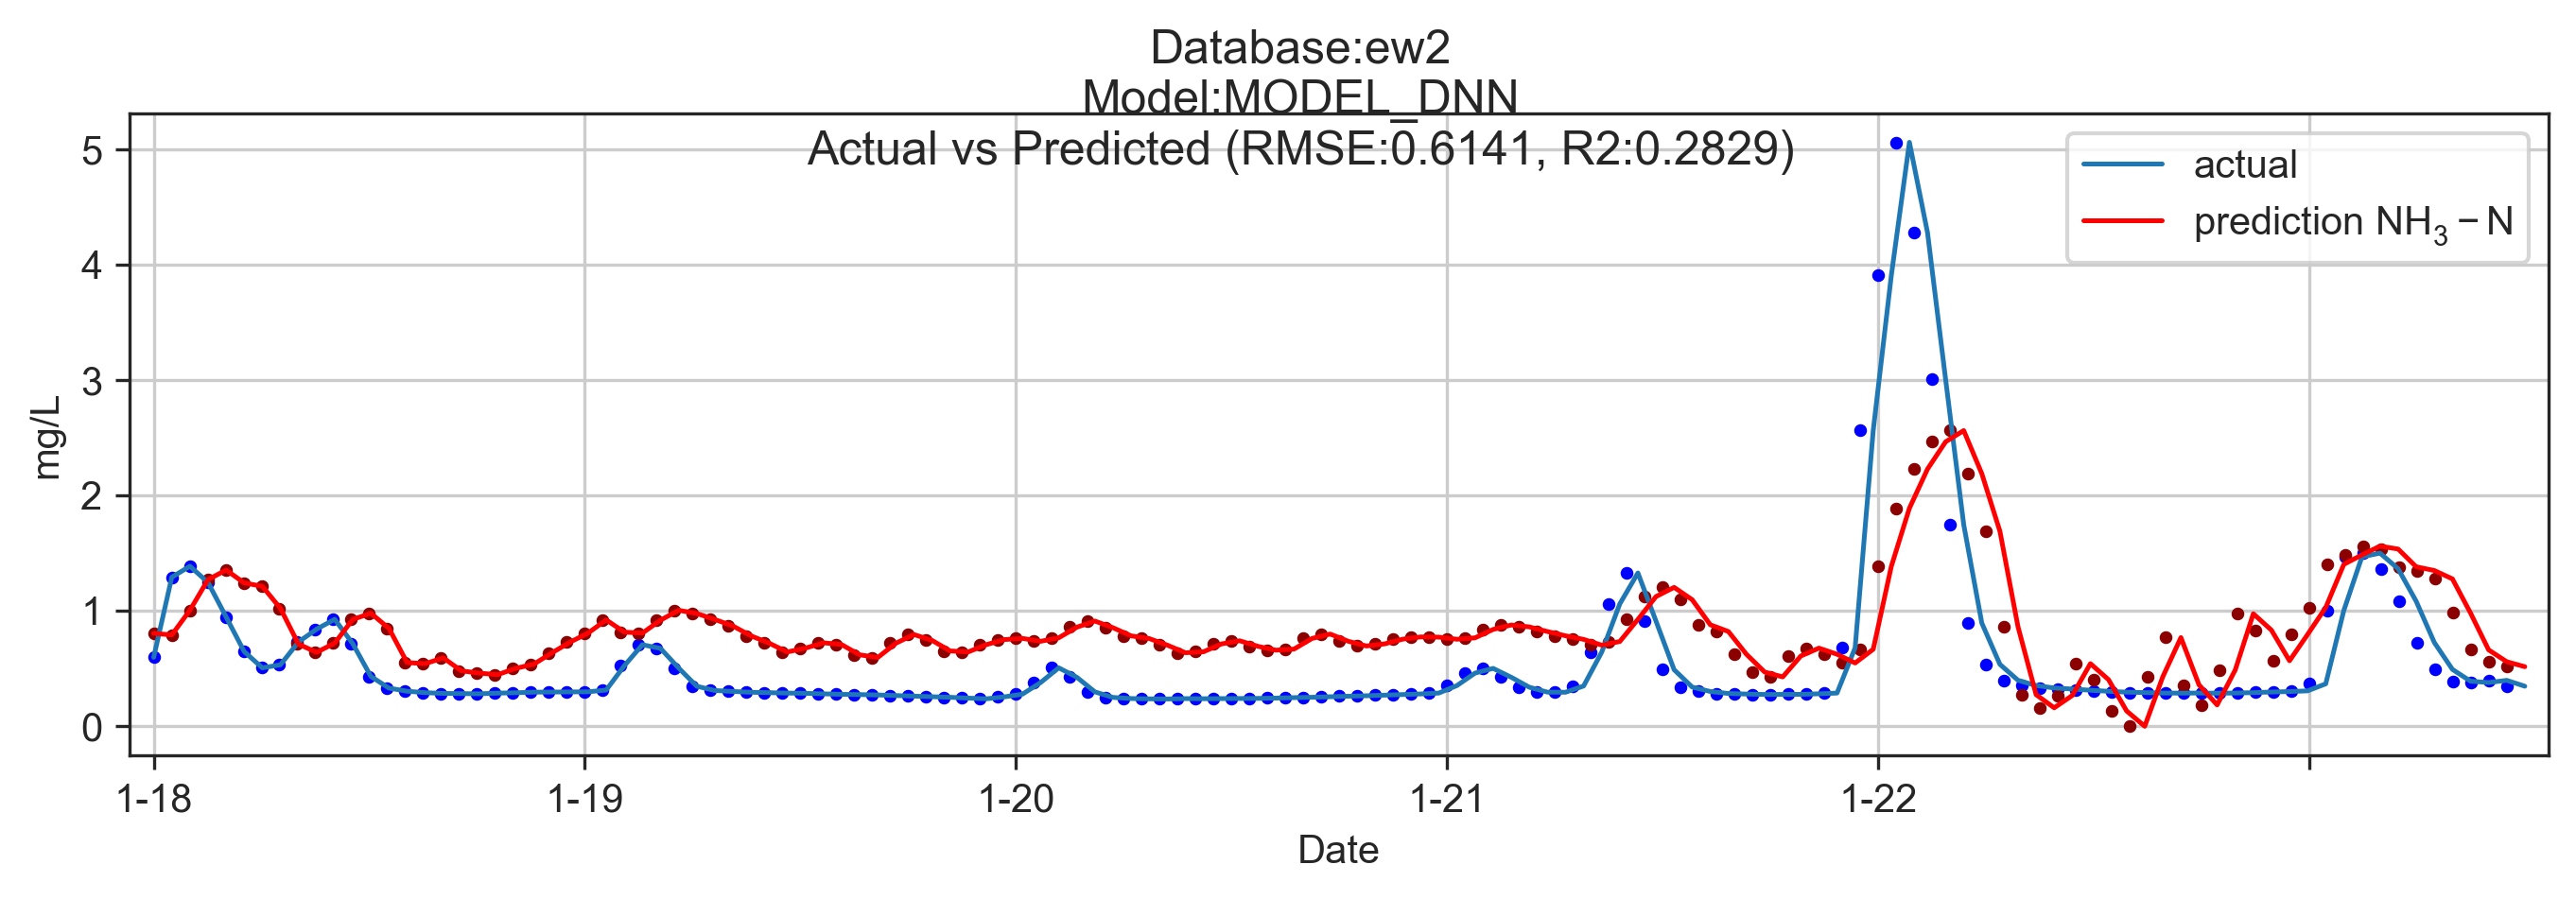 Database:ew2
Model:MODEL_DNN
Actual vs Predicted (RMSE:0.6141, R2:0.2829)
actual
prediction NH₃ − N
5
4
3
2
1
0
mg/L
1-18 1-19 1-20 1-21 1-22
Date